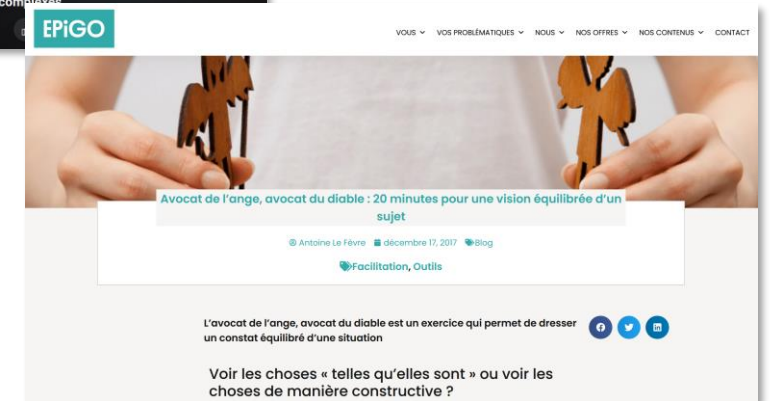 complexes
EPiGO
VOUS
VOS PROBLÉMATIQUES
NOUS
NOS OFFRES
NOS CONTENUS
CONTACT
Avocat de l'ange, avocat du diable : 20 minutes pour une vision équilibrée d'un
sujet
Antoine Le Fèvre décembre 17, 2017 Blog
Facilitation, Outils
L'avocat de l'ange, avocat du diable est un exercice qui permet de dresser
un constat équilibré d'une situation
Voir les choses « telles qu'elles sont » ou voir les
choses de manière constructive ?